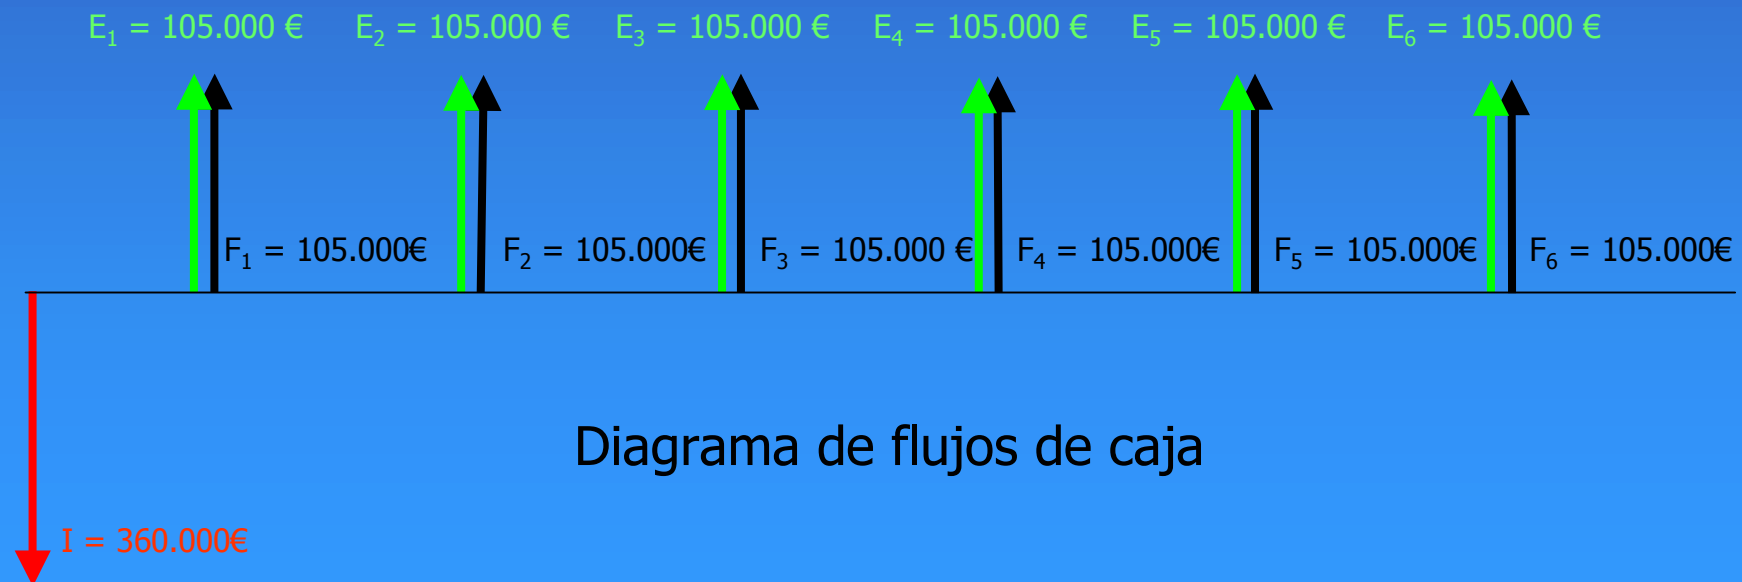 E₁ = 105.000 € E₂ = 105.000 € E₃ = 105.000 € E₄ = 105.000 € E₅ = 105.000 € E₆ = 105.000 €
F₁ = 105.000€ F₂ = 105.000€ F₃ = 105.000 € F₄ = 105.000€ F₅ = 105.000€ F₆ = 105.000€
Diagrama de flujos de caja
I = 360.000€